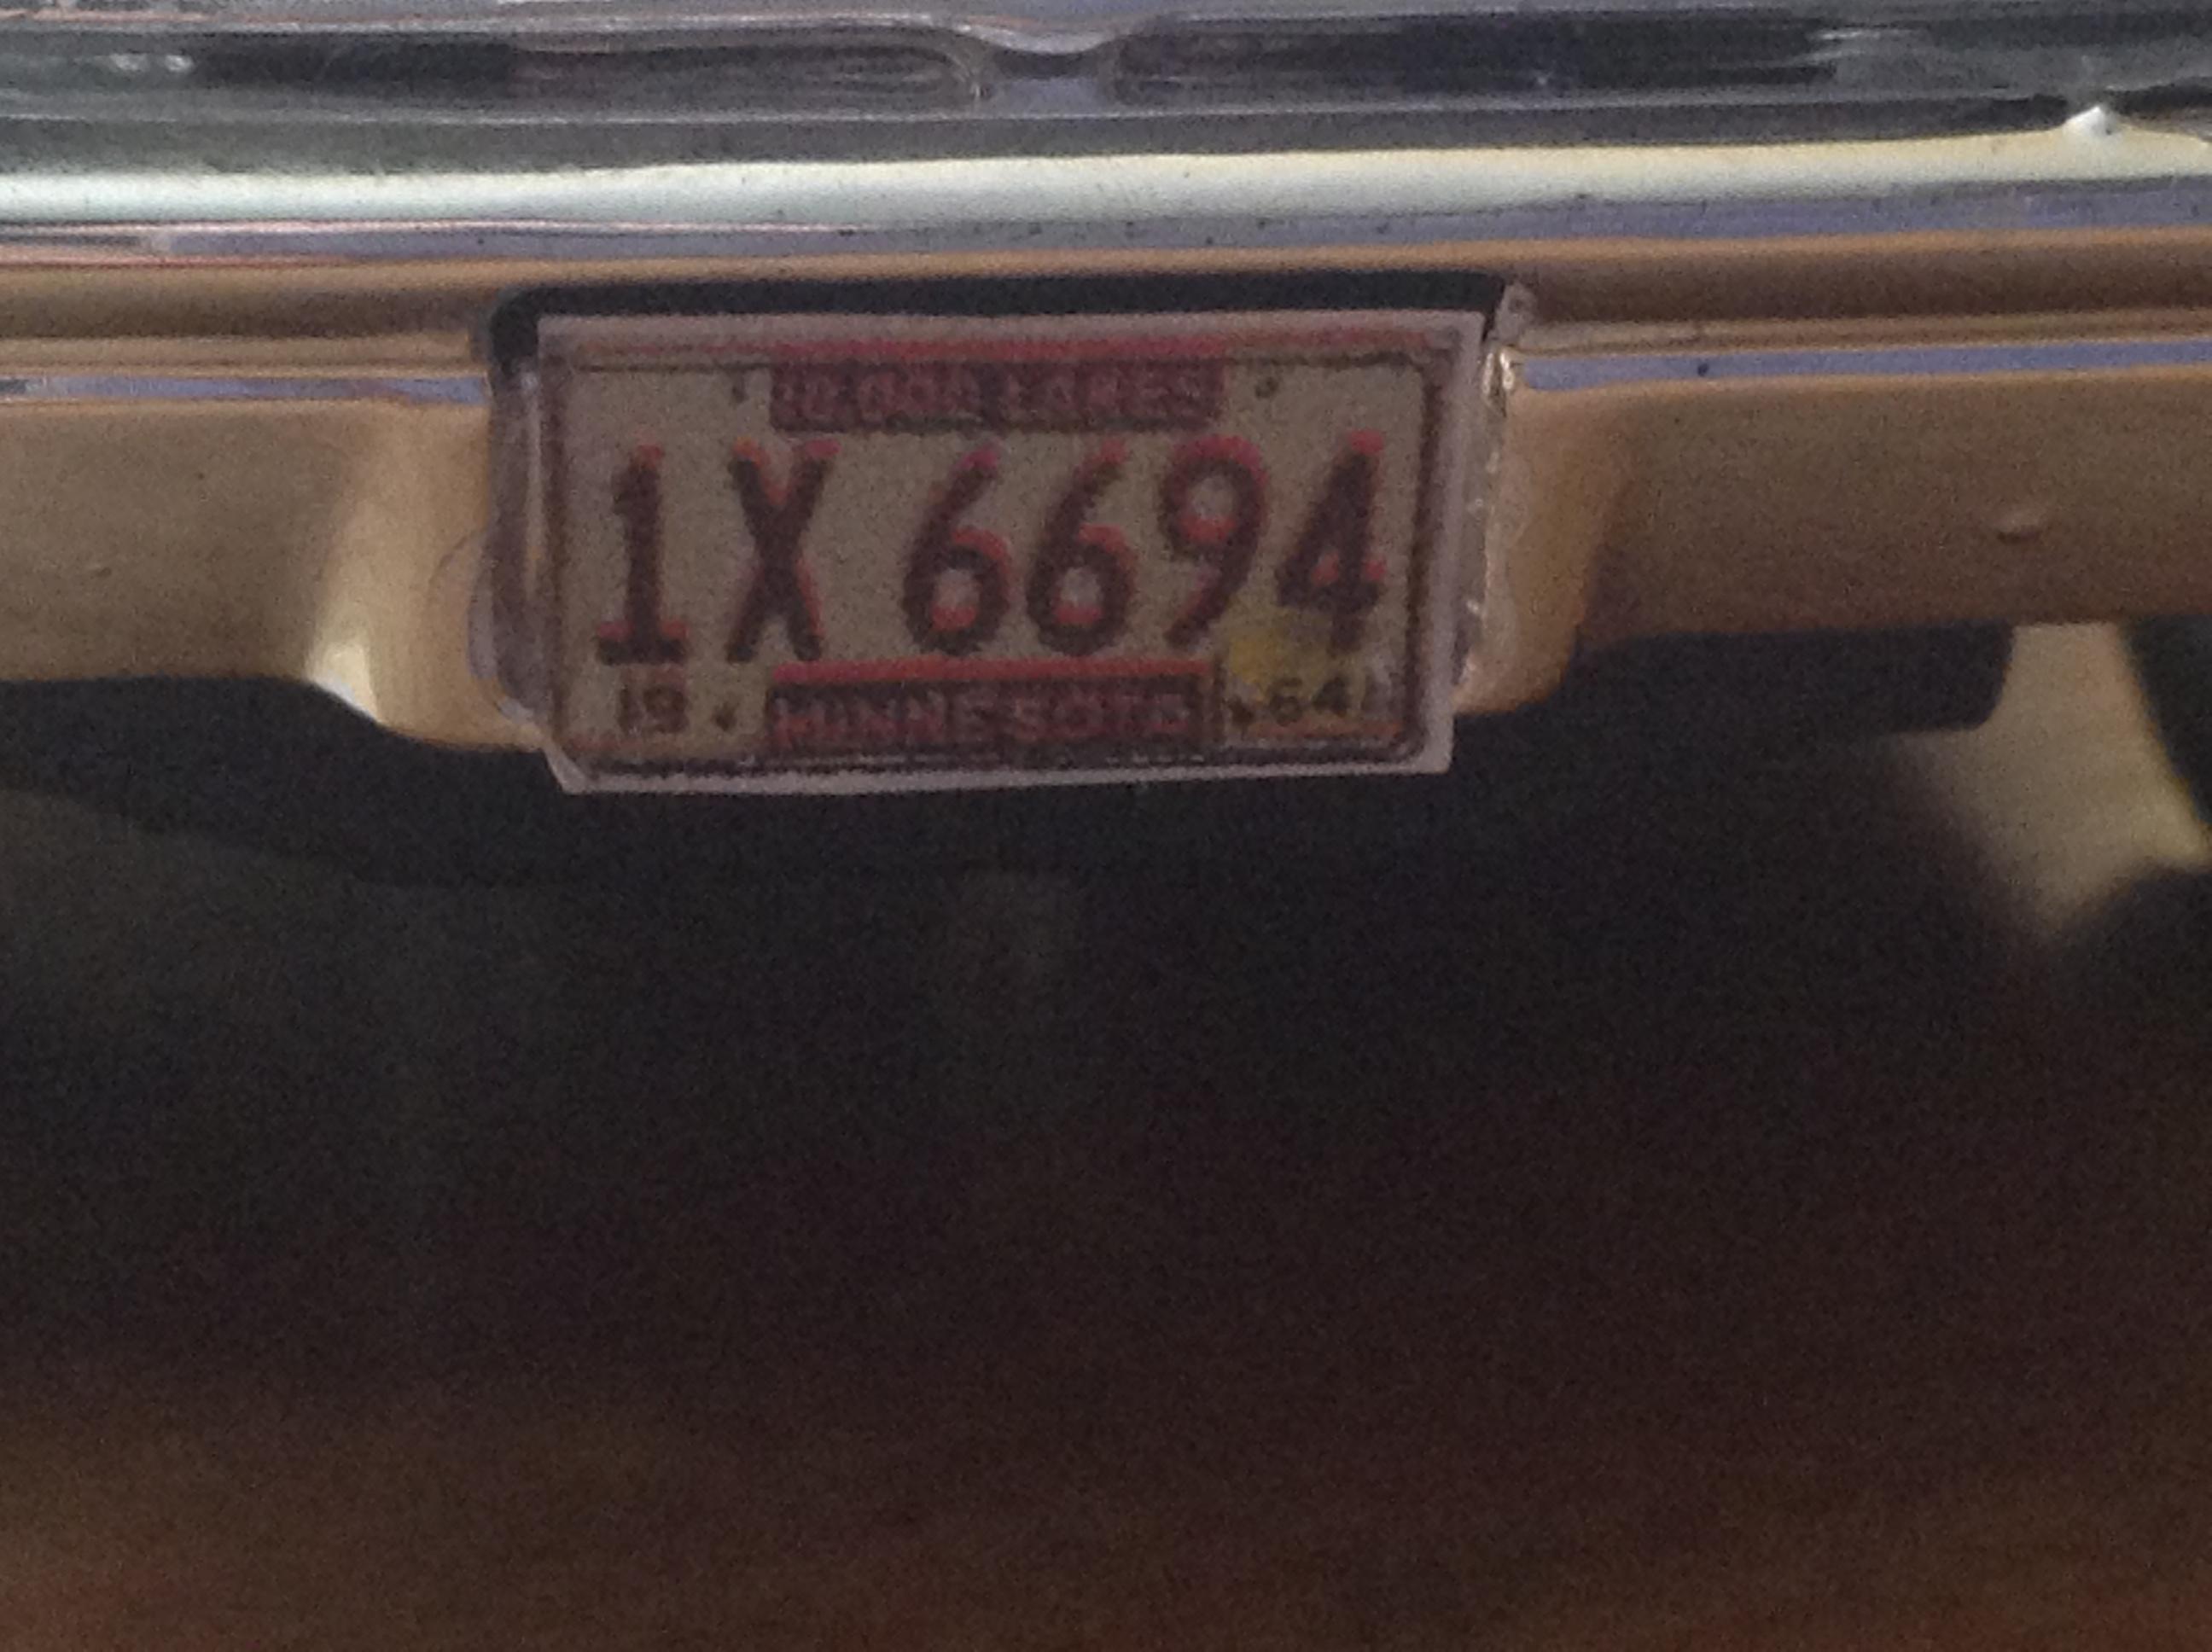 10,000 LAKES
1X 6694
19 64
MINNESOTA